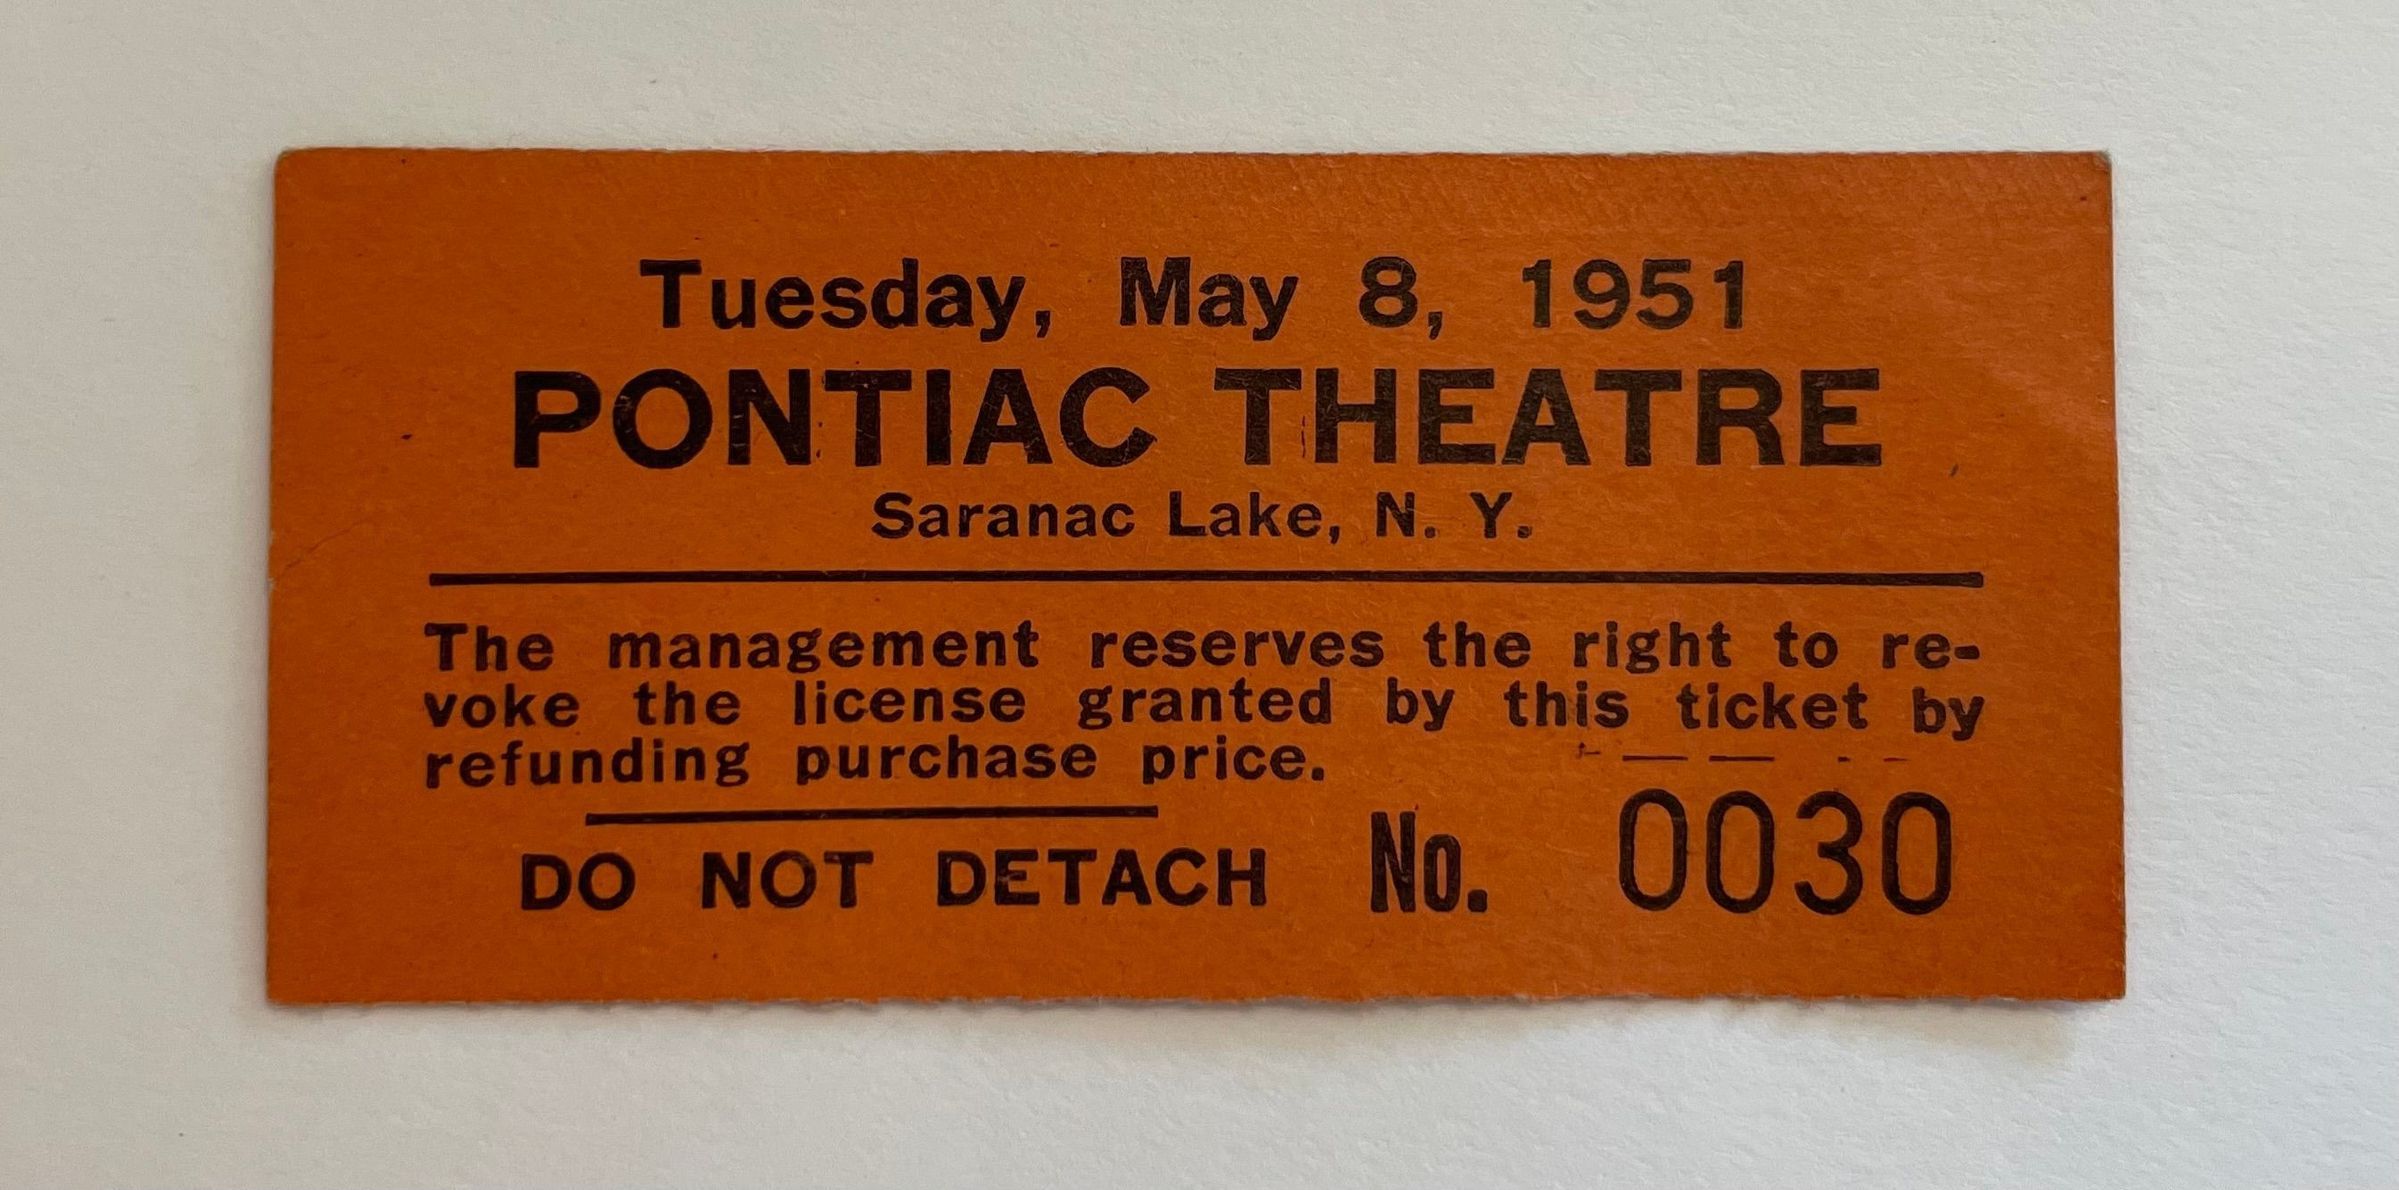 Tuesday, May 8, 1951
PONTIAC THEATRE
Saranac Lake, N. Y.
The management reserves the right to re-
voke the license granted by this ticket by
refunding purchase price.
DO NOT DETACH No. 0030